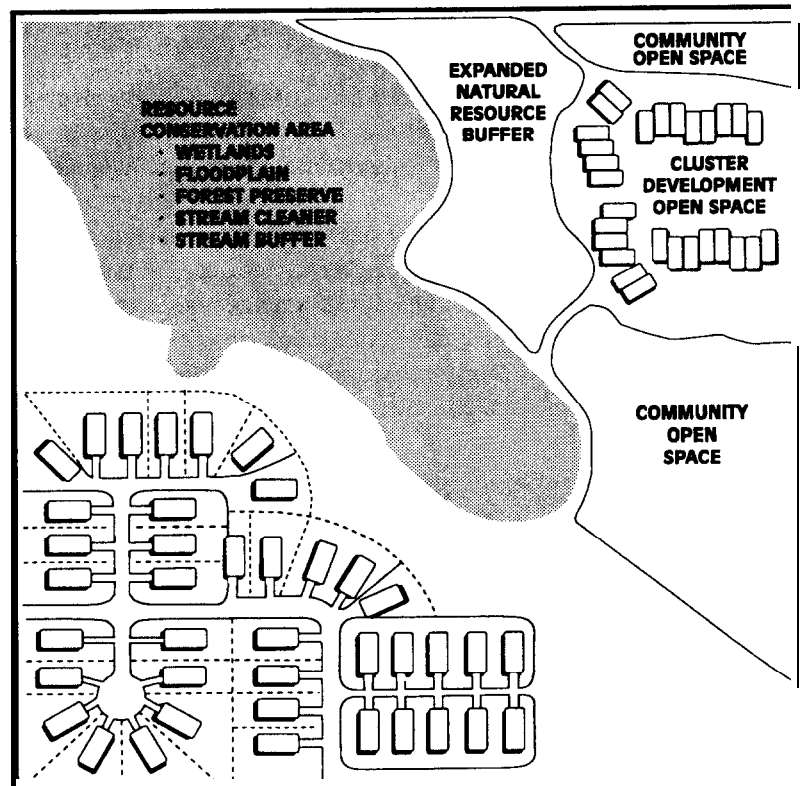 RESOURCE
CONSERVATION AREA
· WETLANDS
· FLOODPLAIN
· FOREST PRESERVE
· STREAM CLEANER
· STREAM BUFFER
EXPANDED
NATURAL
RESOURCE
BUFFER
COMMUNITY
OPEN SPACE
CLUSTER
DEVELOPMENT
OPEN SPACE
COMMUNITY
OPEN
SPACE